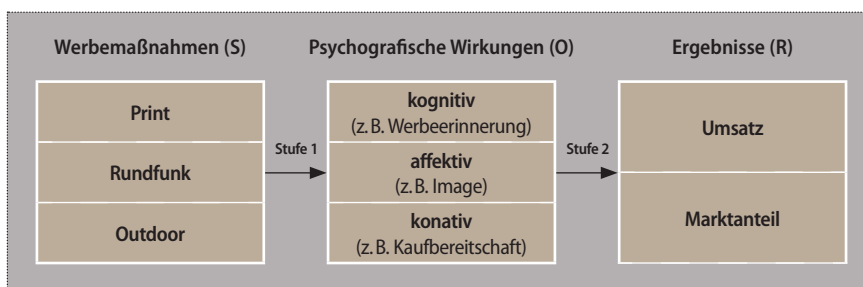 Werbemaßnahmen (S)
Psychografische Wirkungen (O)
Ergebnisse (R)
Print
Rundfunk
Outdoor
Stufe 1
kognitiv
(z. B. Werbeerinnerung)
affektiv
(z. B. Image)
konativ
(z. B. Kaufbereitschaft)
Stufe 2
Umsatz
Marktanteil